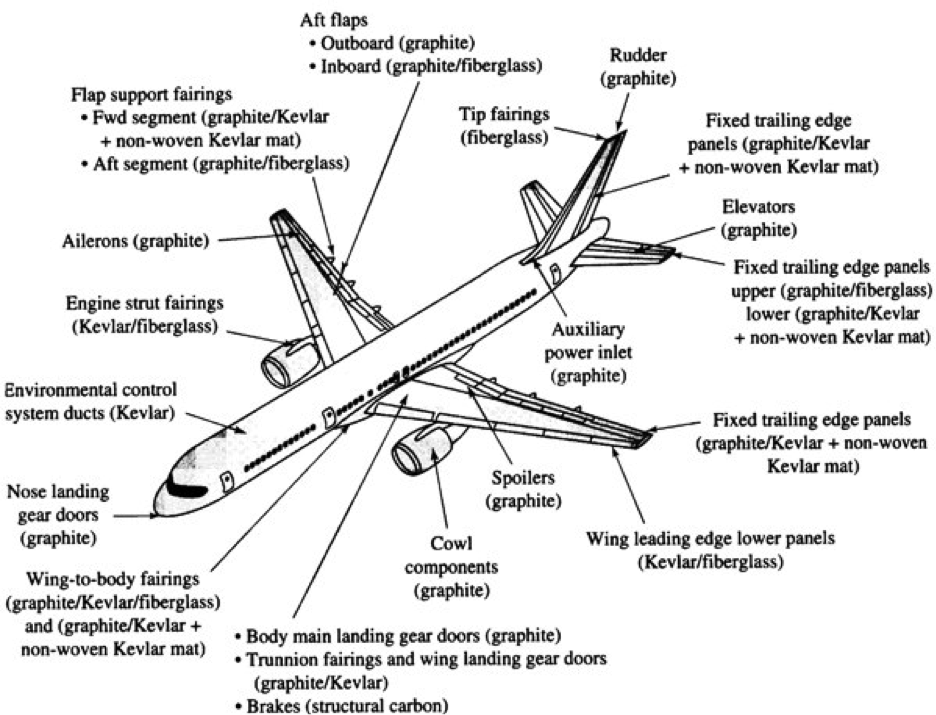 Aft flaps
• Outboard (graphite)
• Inboard (graphite/fiberglass)
Rudder
(graphite)
Flap support fairings
• Fwd segment (graphite/Kevlar
+ non-woven Kevlar mat)
• Aft segment (graphite/fiberglass)
Tip fairings
(fiberglass)
Fixed trailing edge
panels (graphite/Kevlar
+ non-woven Kevlar mat)
Elevators
(graphite)
Ailerons (graphite)
Fixed trailing edge panels
upper (graphite/fiberglass)
lower (graphite/Kevlar
+ non-woven Kevlar mat)
Engine strut fairings
(Kevlar/fiberglass)
Auxiliary
power inlet
(graphite)
Environmental control
system ducts (Kevlar)
Fixed trailing edge panels
(graphite/Kevlar + non-woven
Kevlar mat)
Spoilers
(graphite)
Nose landing
gear doors
(graphite)
Cowl
components
(graphite)
Wing leading edge lower panels
(Kevlar/fiberglass)
Wing-to-body fairings
(graphite/Kevlar/fiberglass)
and (graphite/Kevlar +
non-woven Kevlar mat)
• Body main landing gear doors (graphite)
• Trunnion fairings and wing landing gear doors
(graphite/Kevlar)
• Brakes (structural carbon)